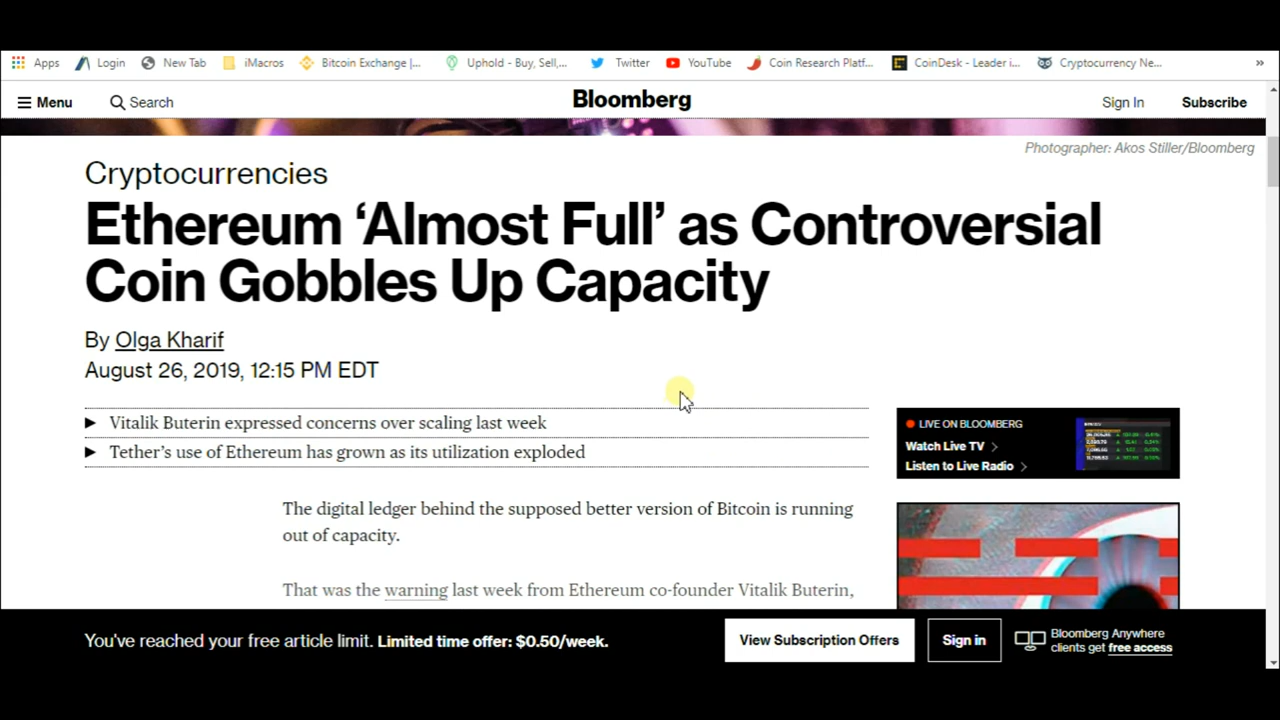 Apps Login New Tab iMacros Bitcoin Exchange |... Uphold - Buy, Sell,... Twitter YouTube Coin Research Platf... CoinDesk - Leader i... Cryptocurrency Ne... »
Menu Search Bloomberg Sign In Subscribe
Photographer: Akos Stiller/Bloomberg
Cryptocurrencies
Ethereum ‘Almost Full’ as Controversial
Coin Gobbles Up Capacity
By Olga Kharif
August 26, 2019, 12:15 PM EDT
Vitalik Buterin expressed concerns over scaling last week
Tether's use of Ethereum has grown as its utilization exploded
LIVE ON BLOOMBERG
Watch Live TV
Listen to Live Radio
The digital ledger behind the supposed better version of Bitcoin is running
out of capacity.
That was the warning last week from Ethereum co-founder Vitalik Buterin,
You've reached your free article limit. Limited time offer: $0.50/week.
View Subscription Offers
Sign in
Bloomberg Anywhere
clients get free access